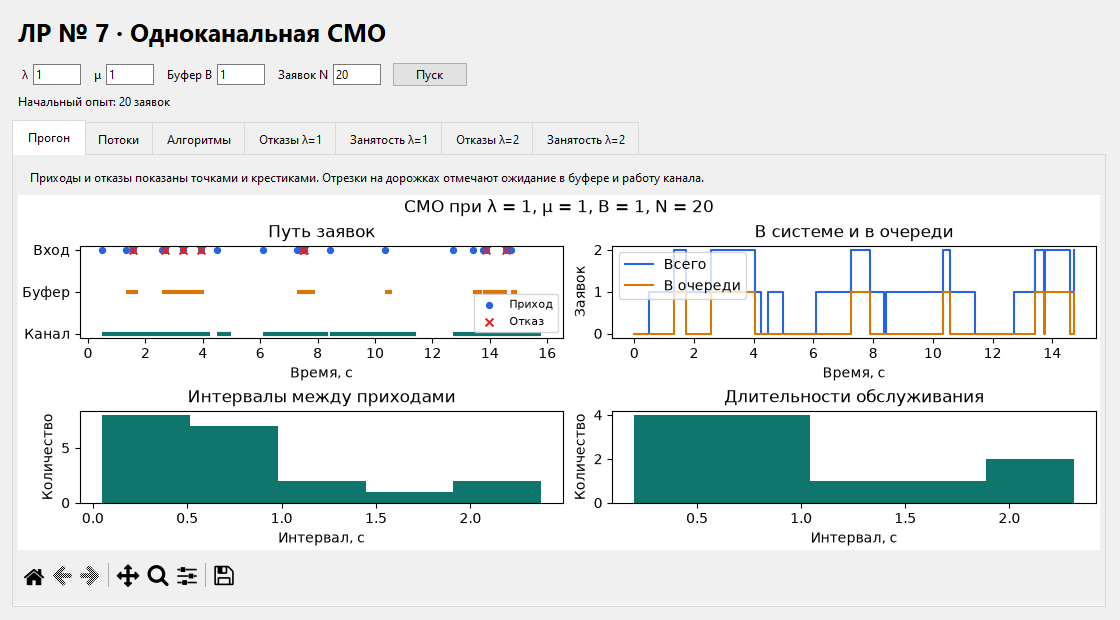 ЛР № 7 · Одноканальная СМО
λ 1 μ 1 Буфер B 1 Заявок N 20 Пуск
Начальный опыт: 20 заявок
Прогон Потоки Алгоритмы Отказы λ=1 Занятость λ=1 Отказы λ=2 Занятость λ=2
Приходы и отказы показаны точками и крестиками. Отрезки на дорожках отмечают ожидание в буфере и работу канала.
СМО при λ = 1, μ = 1, B = 1, N = 20
Путь заявок
Вход
Буфер
Канал
Приход
Отказ
0 2 4 6 8 10 12 14 16
Время, с
В системе и в очереди
Заявок
2
1
0
Всего
В очереди
0 2 4 6 8 10 12 14
Время, с
Интервалы между приходами
Количество
5
0
0.0 0.5 1.0 1.5 2.0
Интервал, с
Длительности обслуживания
Количество
4
2
0
0.5 1.0 1.5 2.0
Интервал, с